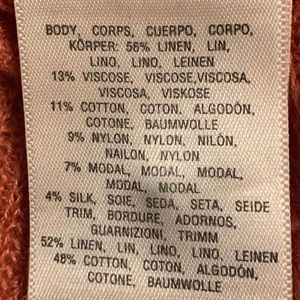 BODY, CORPS, CUERPO, CORPO,
KÖRPER: 56% LINEN, LIN,
LINO, LINO, LEINEN
13% VISCOSE, VISCOSE,VISCOSA,
VISCOSA, VISKOSE
11% COTTON, COTON, ALGODÓN,
COTONE, BAUMWOLLE
9% NYLON, NYLON, NILÓN,
NAILON, NYLON
7% MODAL, MODAL, MODAL,
MODAL, MODAL
4% SILK, SOIE, SEDA, SETA, SEIDE
TRIM, BORDURE, ADORNOS,
GUARNIZIONI, TRIMM
52% LINEN, LIN, LINO, LINO, LEINEN
48% COTTON, COTON, ALGODÓN,
COTONE, BAUMWOLLE